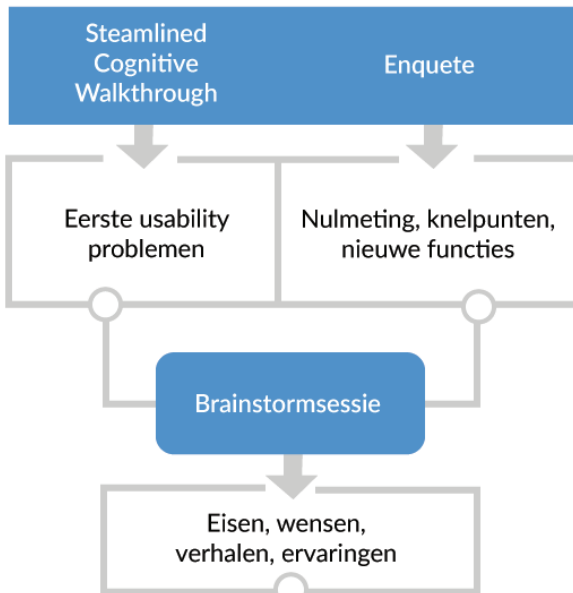 Steamlined
Cognitive
Walkthrough
Enquete
Eerste usability
problemen
Nulmeting, knelpunten,
nieuwe functies
Brainstormsessie
Eisen, wensen,
verhalen, ervaringen